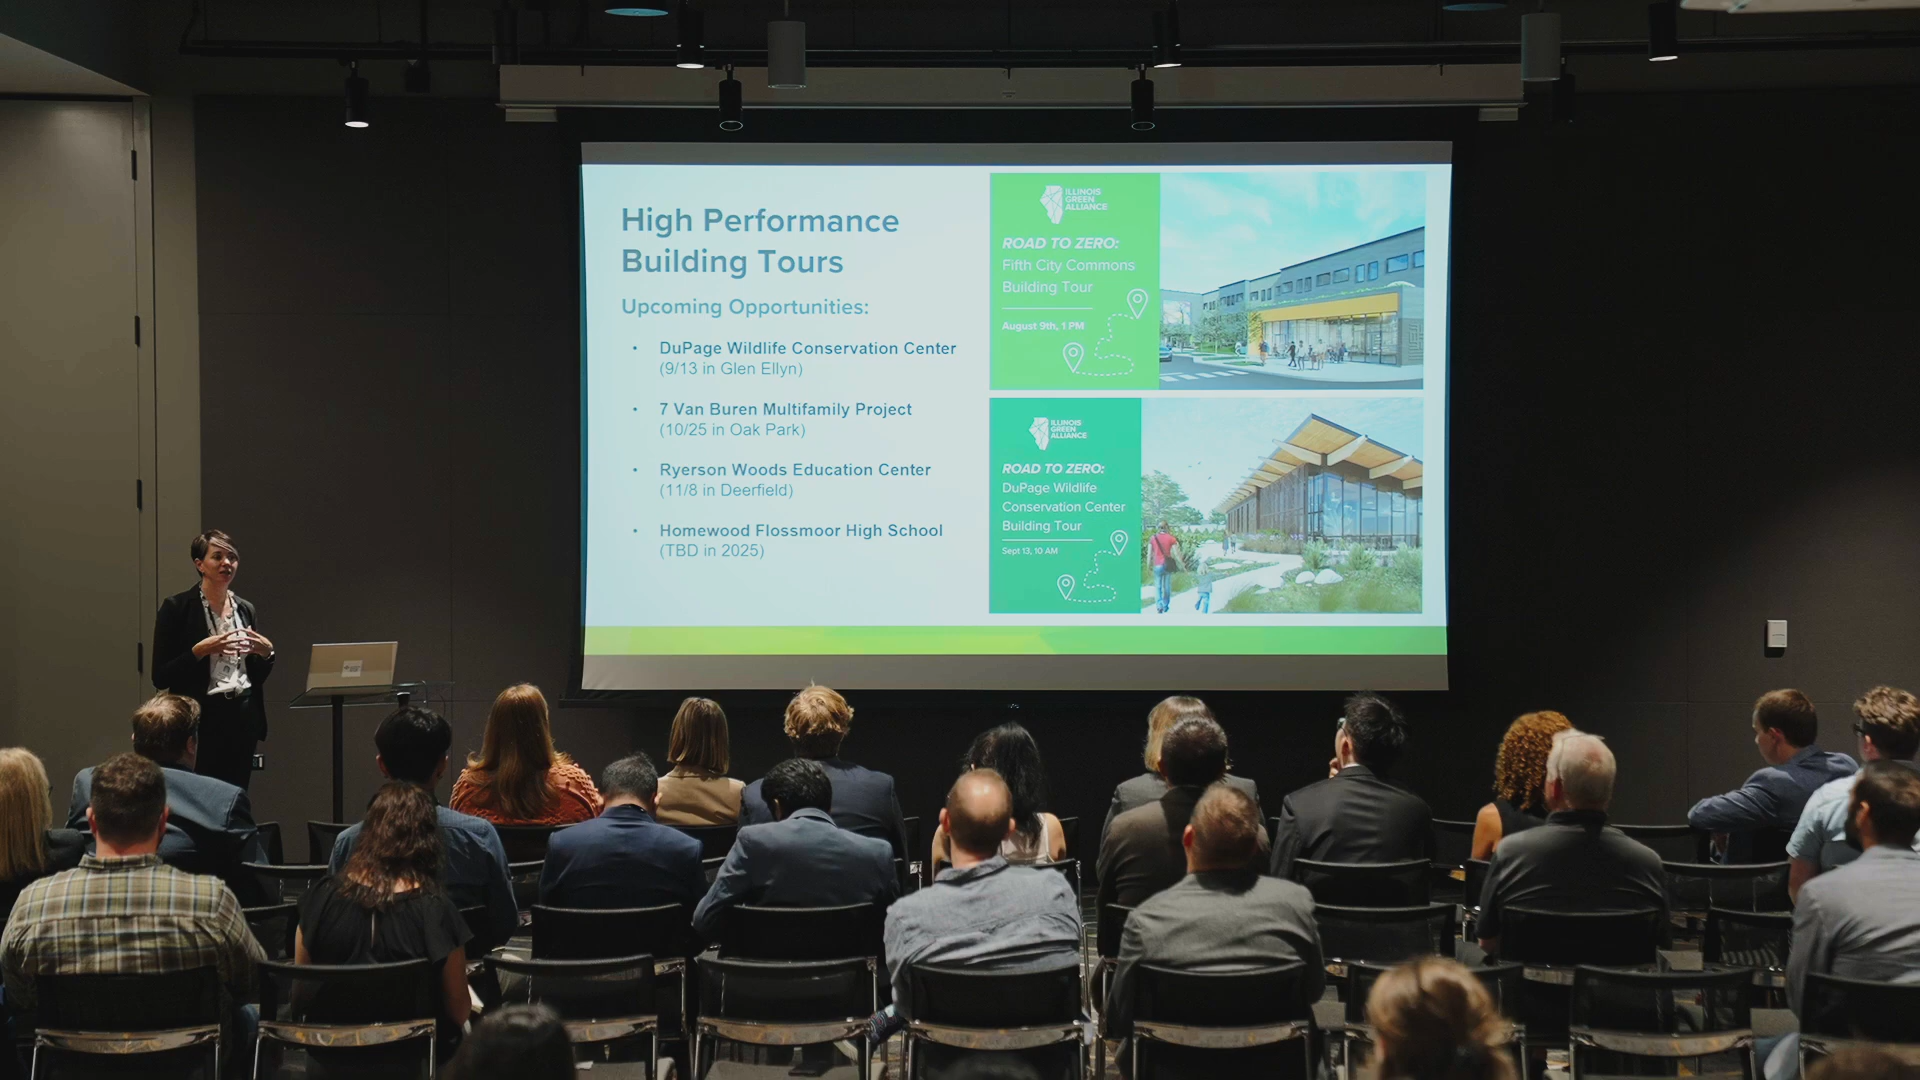 High Performance
Building Tours
Upcoming Opportunities:
• DuPage Wildlife Conservation Center
(9/13 in Glen Ellyn)
• 7 Van Buren Multifamily Project
(10/25 in Oak Park)
• Ryerson Woods Education Center
(11/8 in Deerfield)
• Homewood Flossmoor High School
(TBD in 2025)
ILLINOIS
GREEN
ALLIANCE
ROAD TO ZERO:
Fifth City Commons
Building Tour
August 9th, 1 PM
ILLINOIS
GREEN
ALLIANCE
ROAD TO ZERO:
DuPage Wildlife
Conservation Center
Building Tour
Sept 13, 10 AM